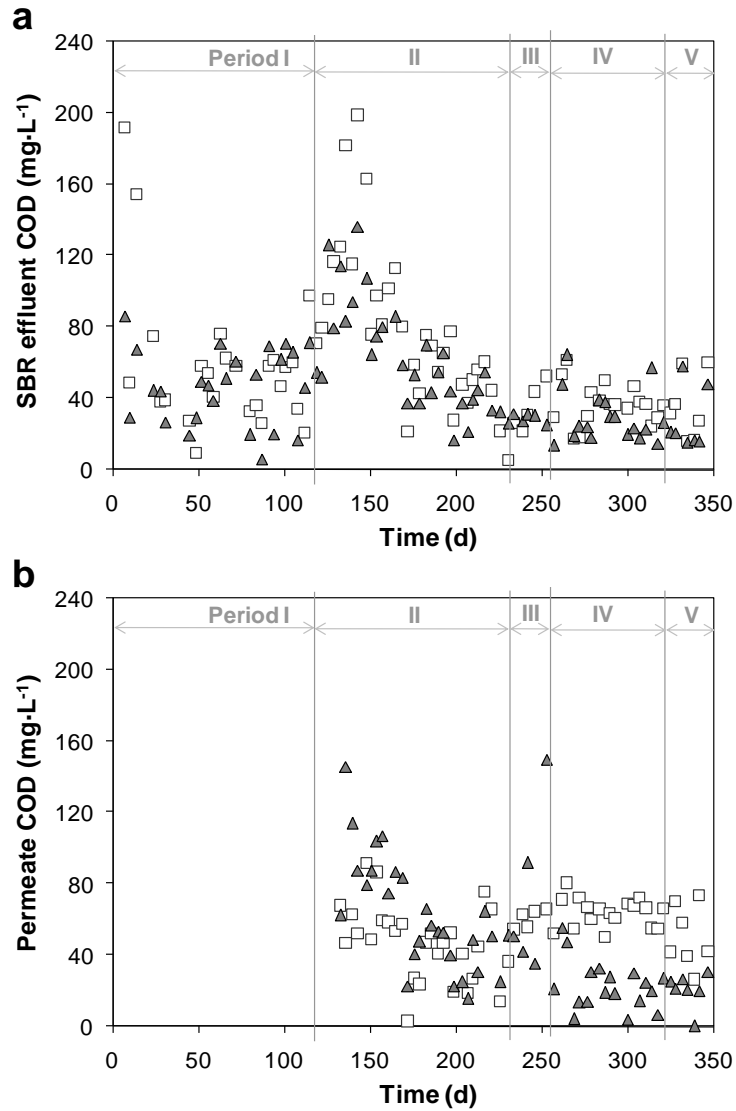 a
240
200
160
120
80
40
0
SBR effluent COD (mg·L-1)
Period I II III IV V
0 50 100 150 200 250 300 350
Time (d)
b
240
200
160
120
80
40
0
Permeate COD (mg·L-1)
Period I II III IV V
0 50 100 150 200 250 300 350
Time (d)